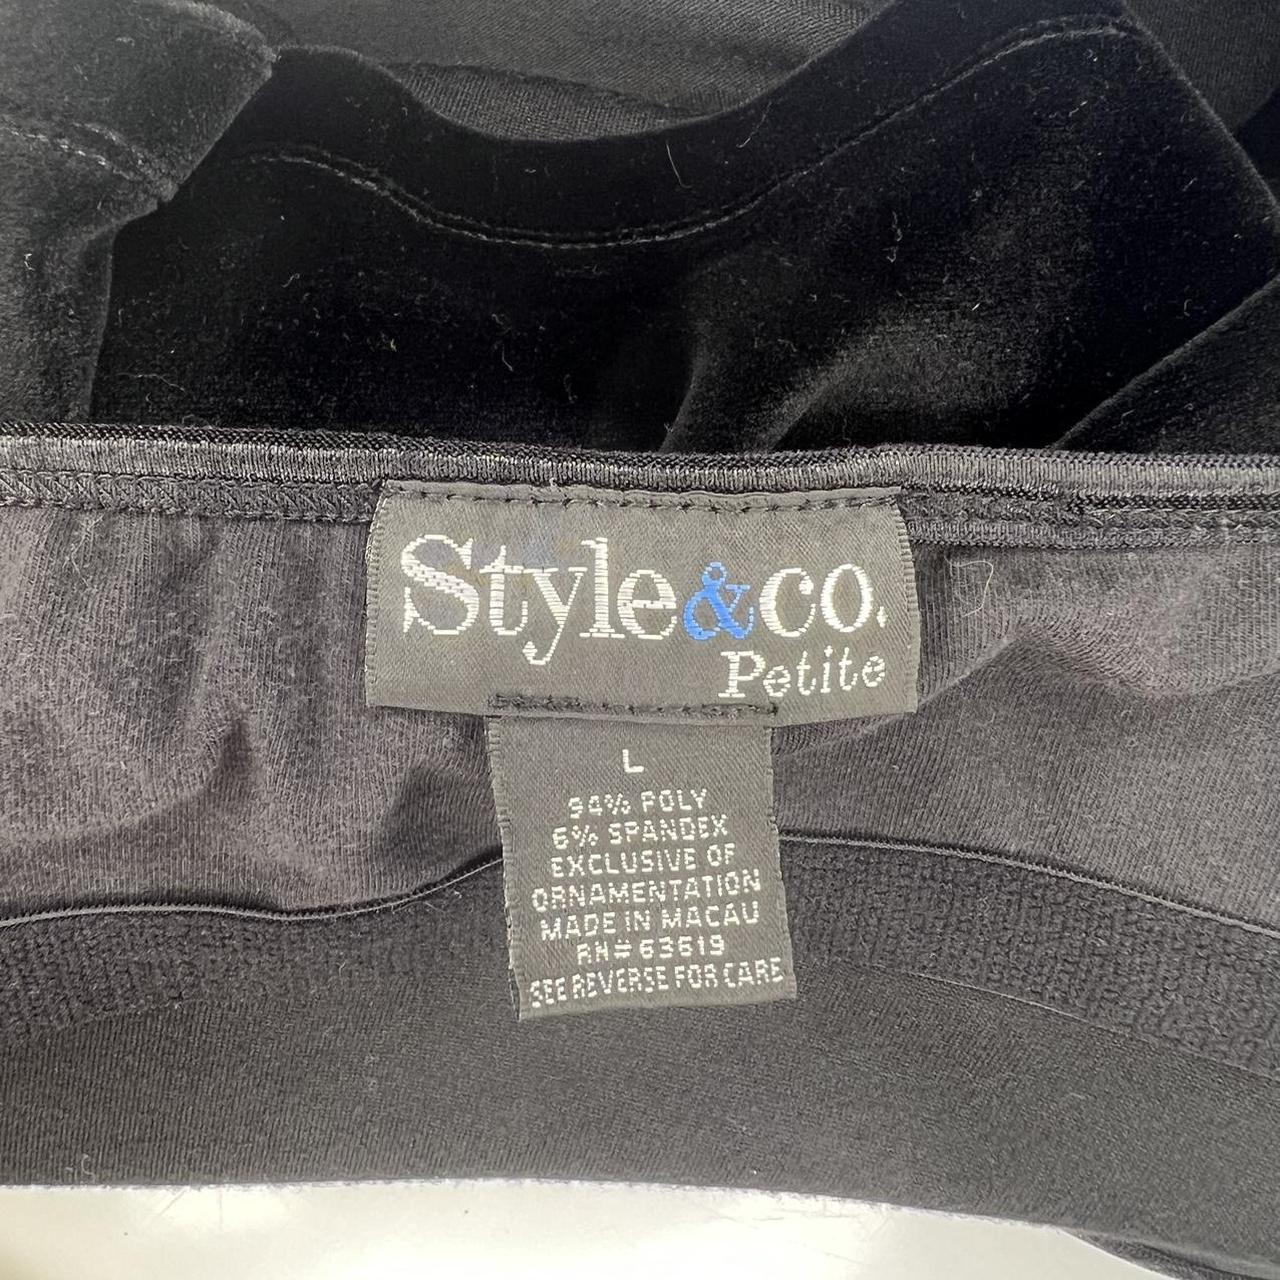 Style&co.
Petite
L
94% POLY
6% SPANDEX
EXCLUSIVE OF
ORNAMENTATION
MADE IN MACAU
RN# 63619
SEE REVERSE FOR CARE